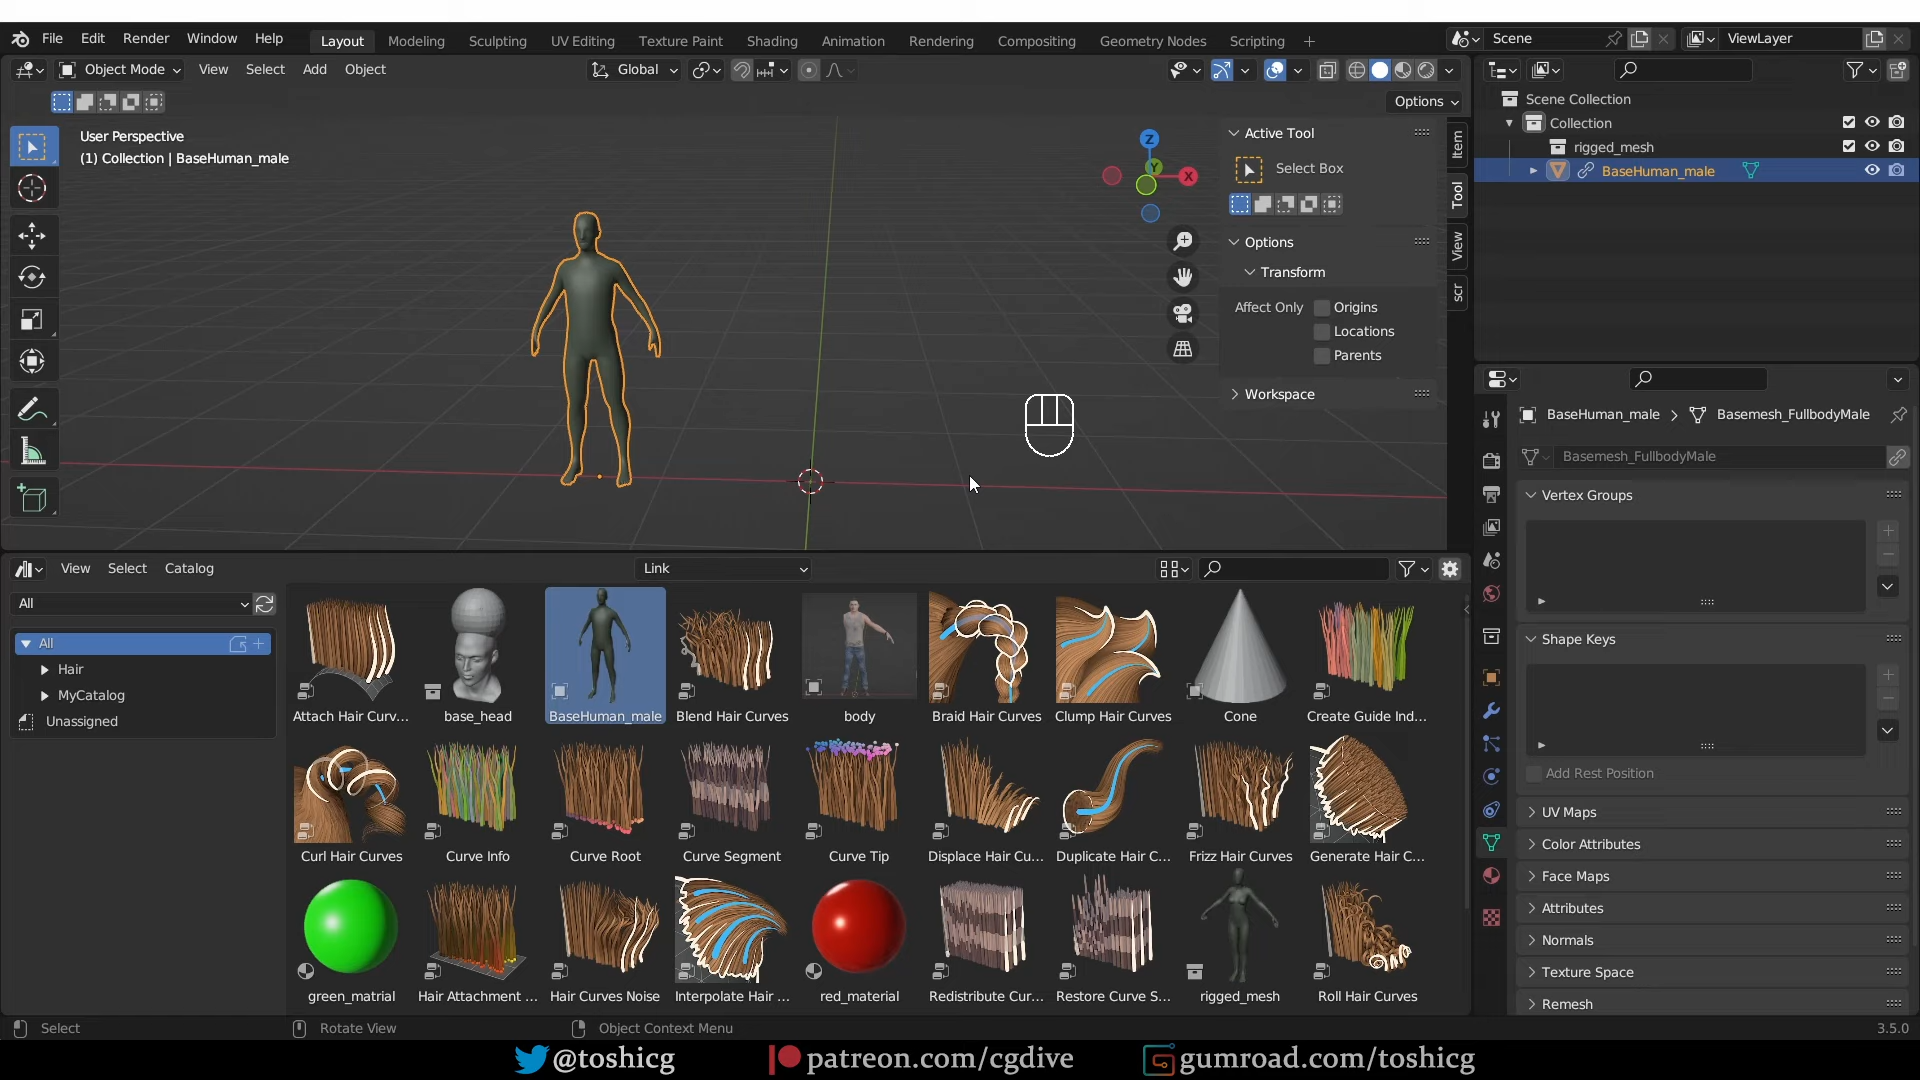 File Edit Render Window Help Layout Modeling Sculpting UV Editing Texture Paint Shading Animation Rendering Compositing Geometry Nodes Scripting + Scene ViewLayer
Object Mode View Select Add Object Global
Options
User Perspective
(1) Collection | BaseHuman_male
Z
Y
X
Active Tool
Select Box
Options
Transform
Affect Only Origins
Locations
Parents
Workspace
Item
Tool
View
scr
Scene Collection
Collection
rigged_mesh
BaseHuman_male
BaseHuman_male Basemesh_FullbodyMale
Basemesh_FullbodyMale
Vertex Groups
Shape Keys
Add Rest Position
UV Maps
Color Attributes
Face Maps
Attributes
Normals
Texture Space
Remesh
View Select Catalog Link
All
All
Hair
MyCatalog
Unassigned
Attach Hair Curv... base_head BaseHuman_male Blend Hair Curves body Braid Hair Curves Clump Hair Curves Cone Create Guide Ind...
Curl Hair Curves Curve Info Curve Root Curve Segment Curve Tip Displace Hair Cu... Duplicate Hair C... Frizz Hair Curves Generate Hair C...
green_matrial Hair Attachment ... Hair Curves Noise Interpolate Hair ... red_material Redistribute Cur... Restore Curve S... rigged_mesh Roll Hair Curves
Select Rotate View Object Context Menu 3.5.0
@toshicg patreon.com/cgdive gumroad.com/toshicg